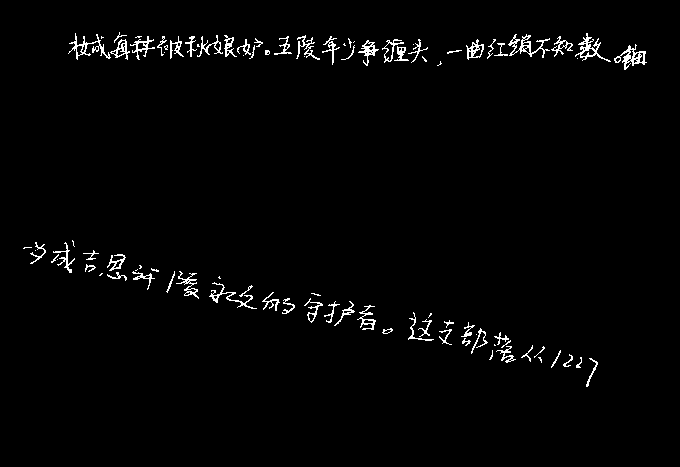 妆成每被秋娘妒。五陵年少争缠头，一曲红绡不知数。钿
为成吉思汗陵永久的守护者。这支部落从1227